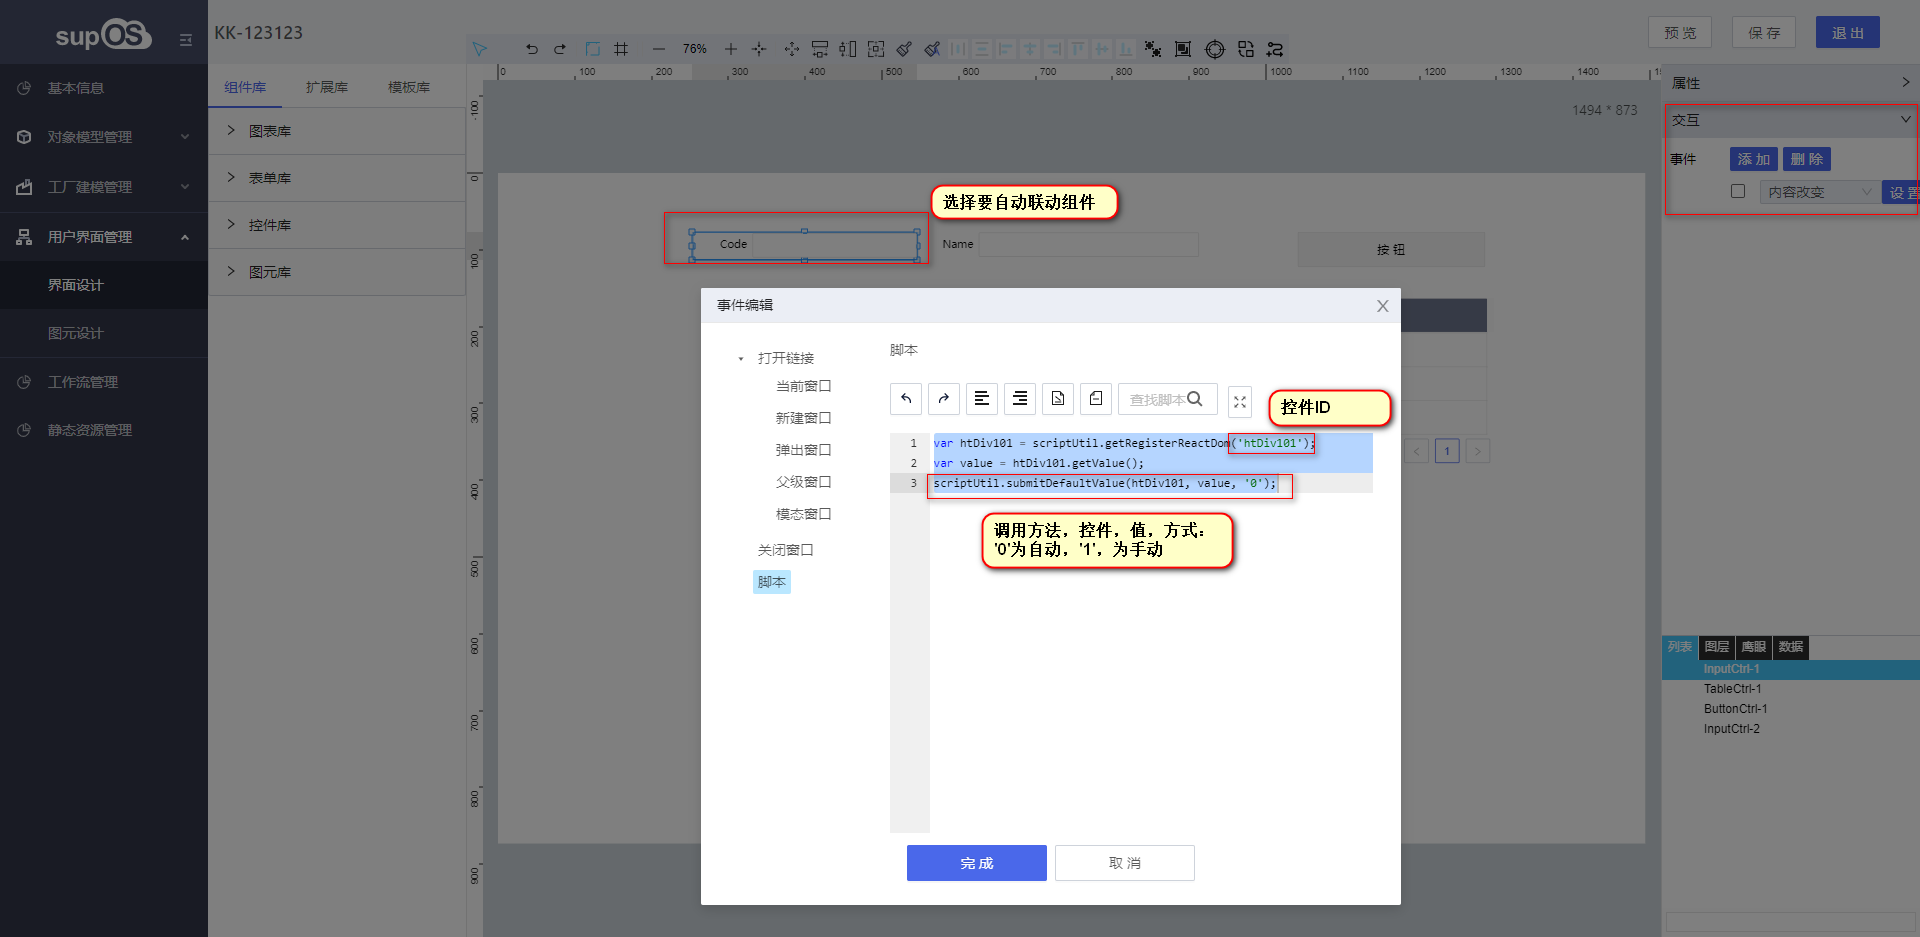 supOS
KK-123123
76%
预 览
保 存
退 出
基本信息
对象模型管理
工厂建模管理
用户界面管理
界面设计
图元设计
工作流管理
静态资源管理
组件库
扩展库
模板库
图表库
表单库
控件库
图元库
0
100
200
300
400
500
600
700
800
900
1000
1100
1200
1300
1400
-100
0
100
200
300
400
500
600
700
800
900
1494 * 873
选择要自动联动组件
Code
Name
按 钮
1
事件编辑
打开链接
当前窗口
新建窗口
弹出窗口
父级窗口
模态窗口
关闭窗口
脚本
脚本
查找脚本
控件ID
1 var htDiv101 = scriptUtil.getRegisterReactDom('htDiv101');
2 var value = htDiv101.getValue();
3 scriptUtil.submitDefaultValue(htDiv101, value, '0');
调用方法，控件，值，方式：
'0'为自动，'1'，为手动
完 成
取 消
属性
交互
事件
添 加
删 除
内容改变
设 置
列表
图层
鹰眼
数据
InputCtrl-1
TableCtrl-1
ButtonCtrl-1
InputCtrl-2